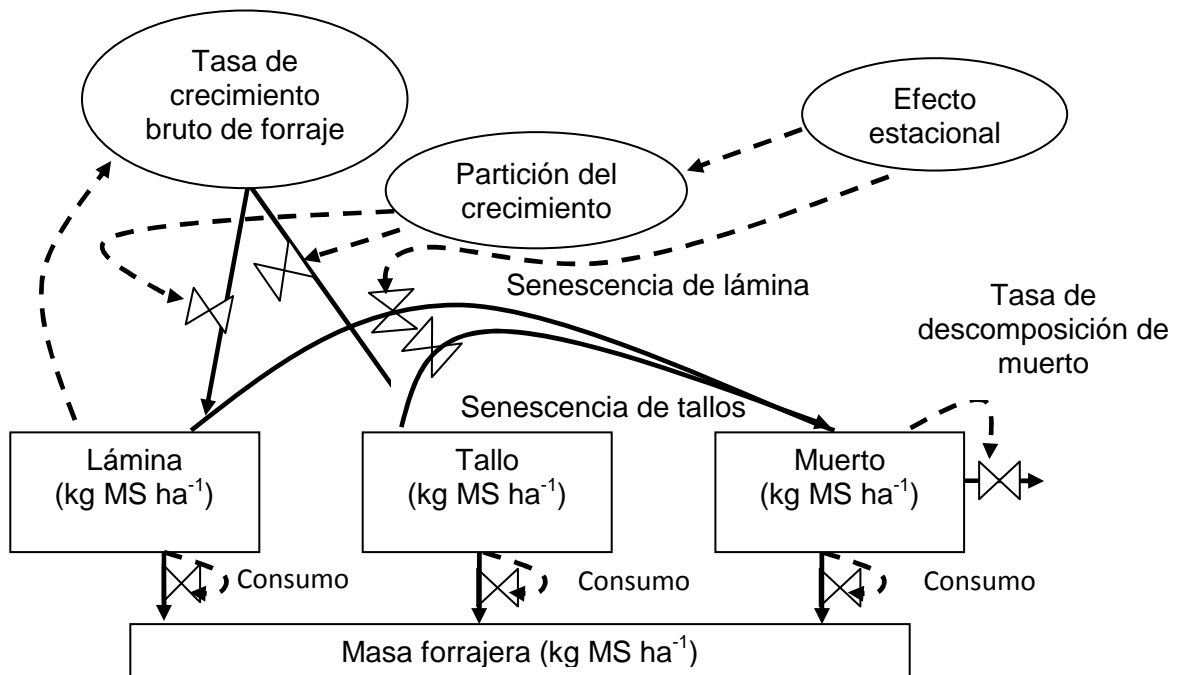 Tasa de
crecimiento
bruto de forraje
Efecto
estacional
Partición del
crecimiento
Senescencia de lámina
Tasa de
descomposición de
muerto
Senescencia de tallos
Lámina
(kg MS ha-1)
Tallo
(kg MS ha-1)
Muerto
(kg MS ha-1)
Consumo
Consumo
Consumo
Masa forrajera (kg MS ha-1)